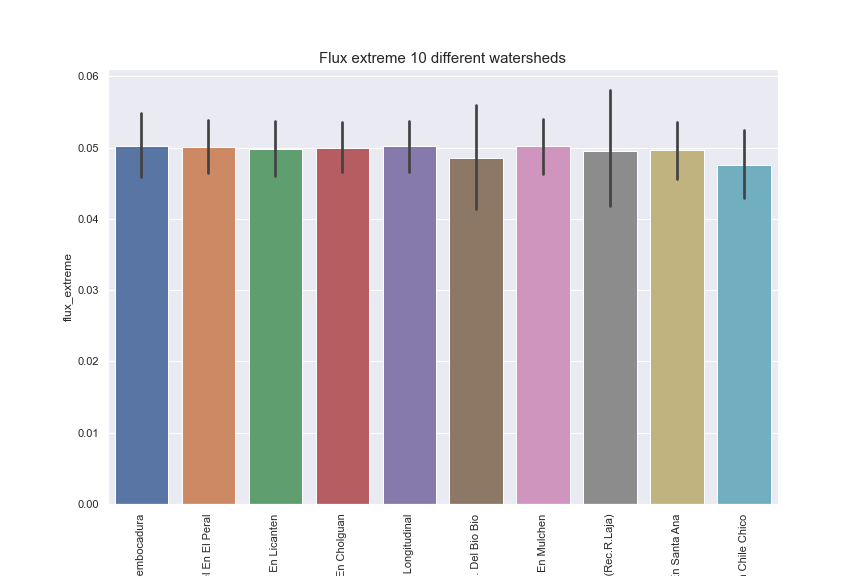 Flux extreme 10 different watersheds
0.06
0.05
0.04
0.03
0.02
0.01
0.00
flux_extreme
embocadura
l En El Peral
En Licanten
En Cholguan
Longitudinal
. Del Bio Bio
En Mulchen
(Rec.R.Laja)
En Santa Ana
Chile Chico